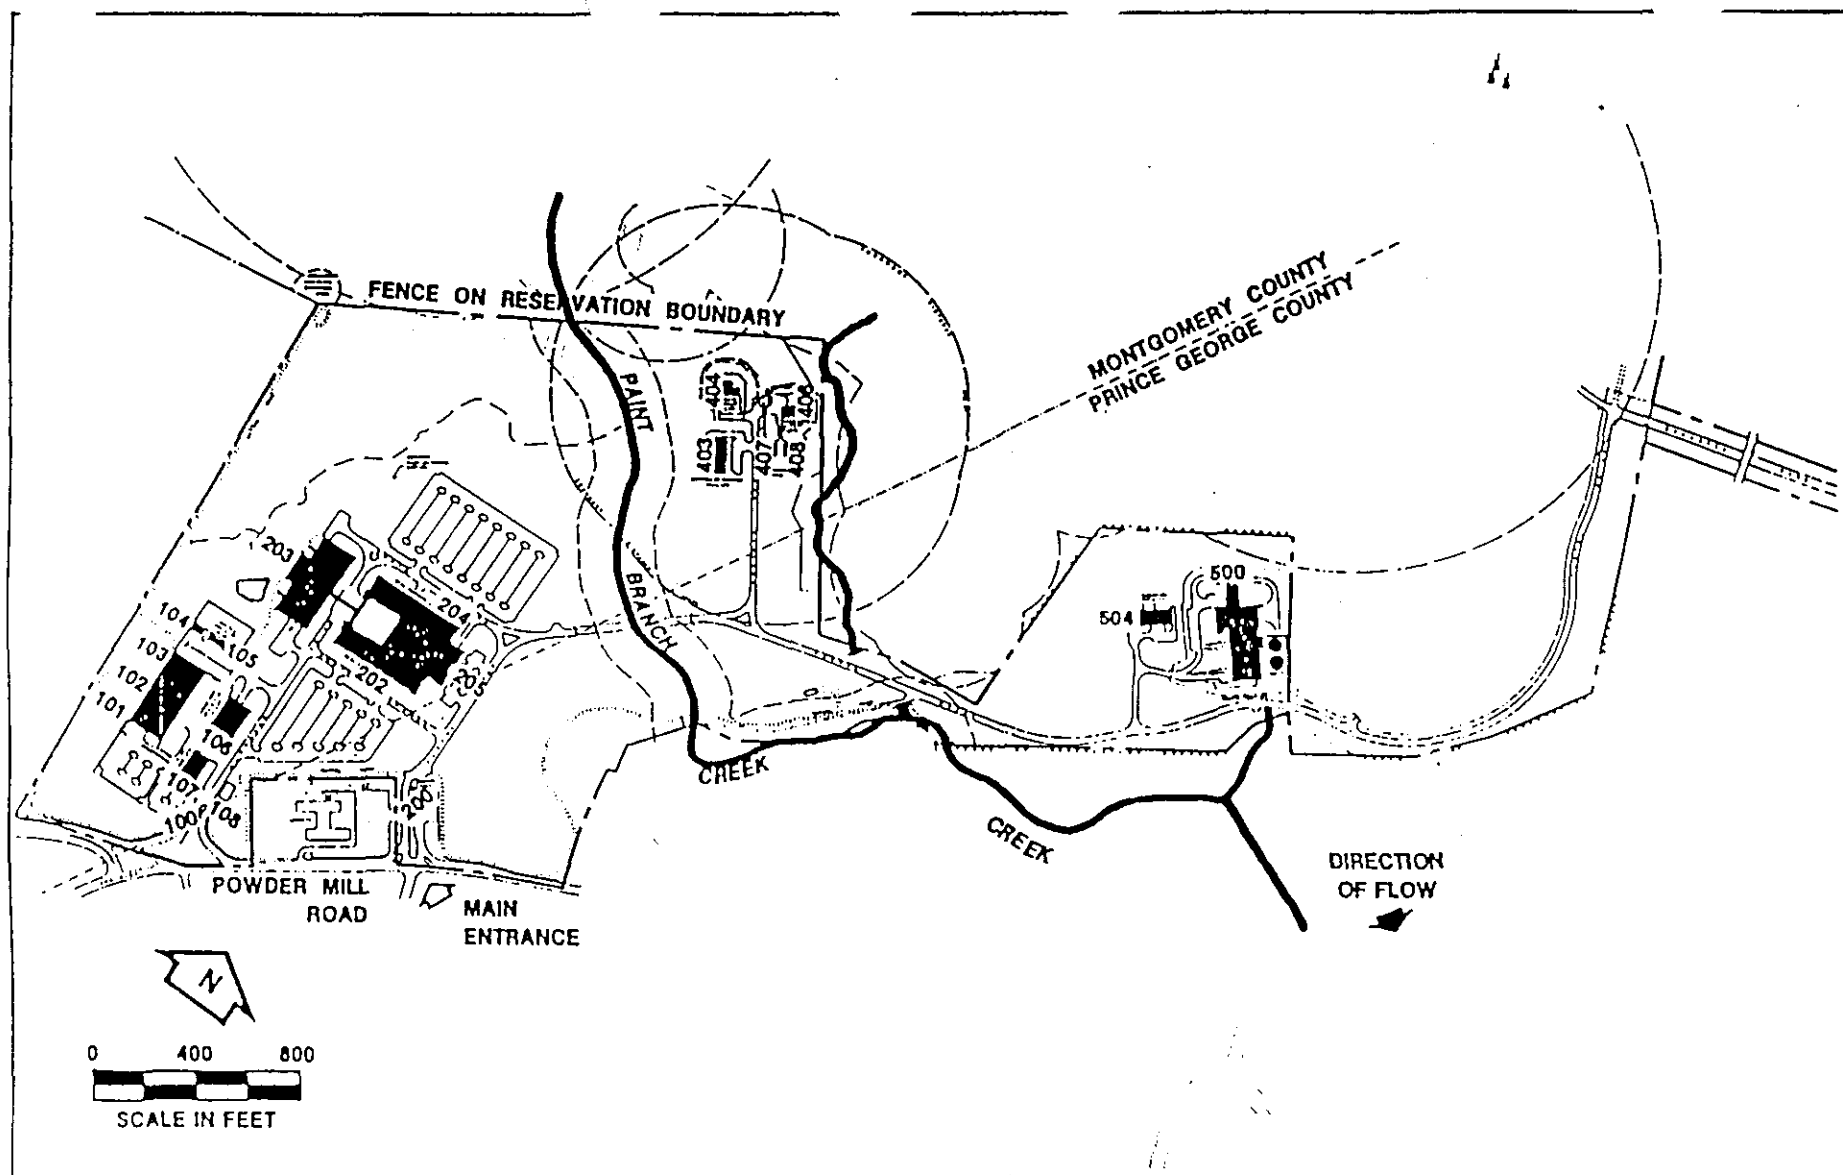 FENCE ON RESERVATION BOUNDARY
MONTGOMERY COUNTY
PRINCE GEORGE COUNTY
PAINT
BRANCH
404
406
403
407
408
203
204
202
205
104
105
103
102
101
106
107
108
100
200
500
504
CREEK
CREEK
POWDER MILL
ROAD
MAIN
ENTRANCE
DIRECTION
OF FLOW
N
0 400 800
SCALE IN FEET